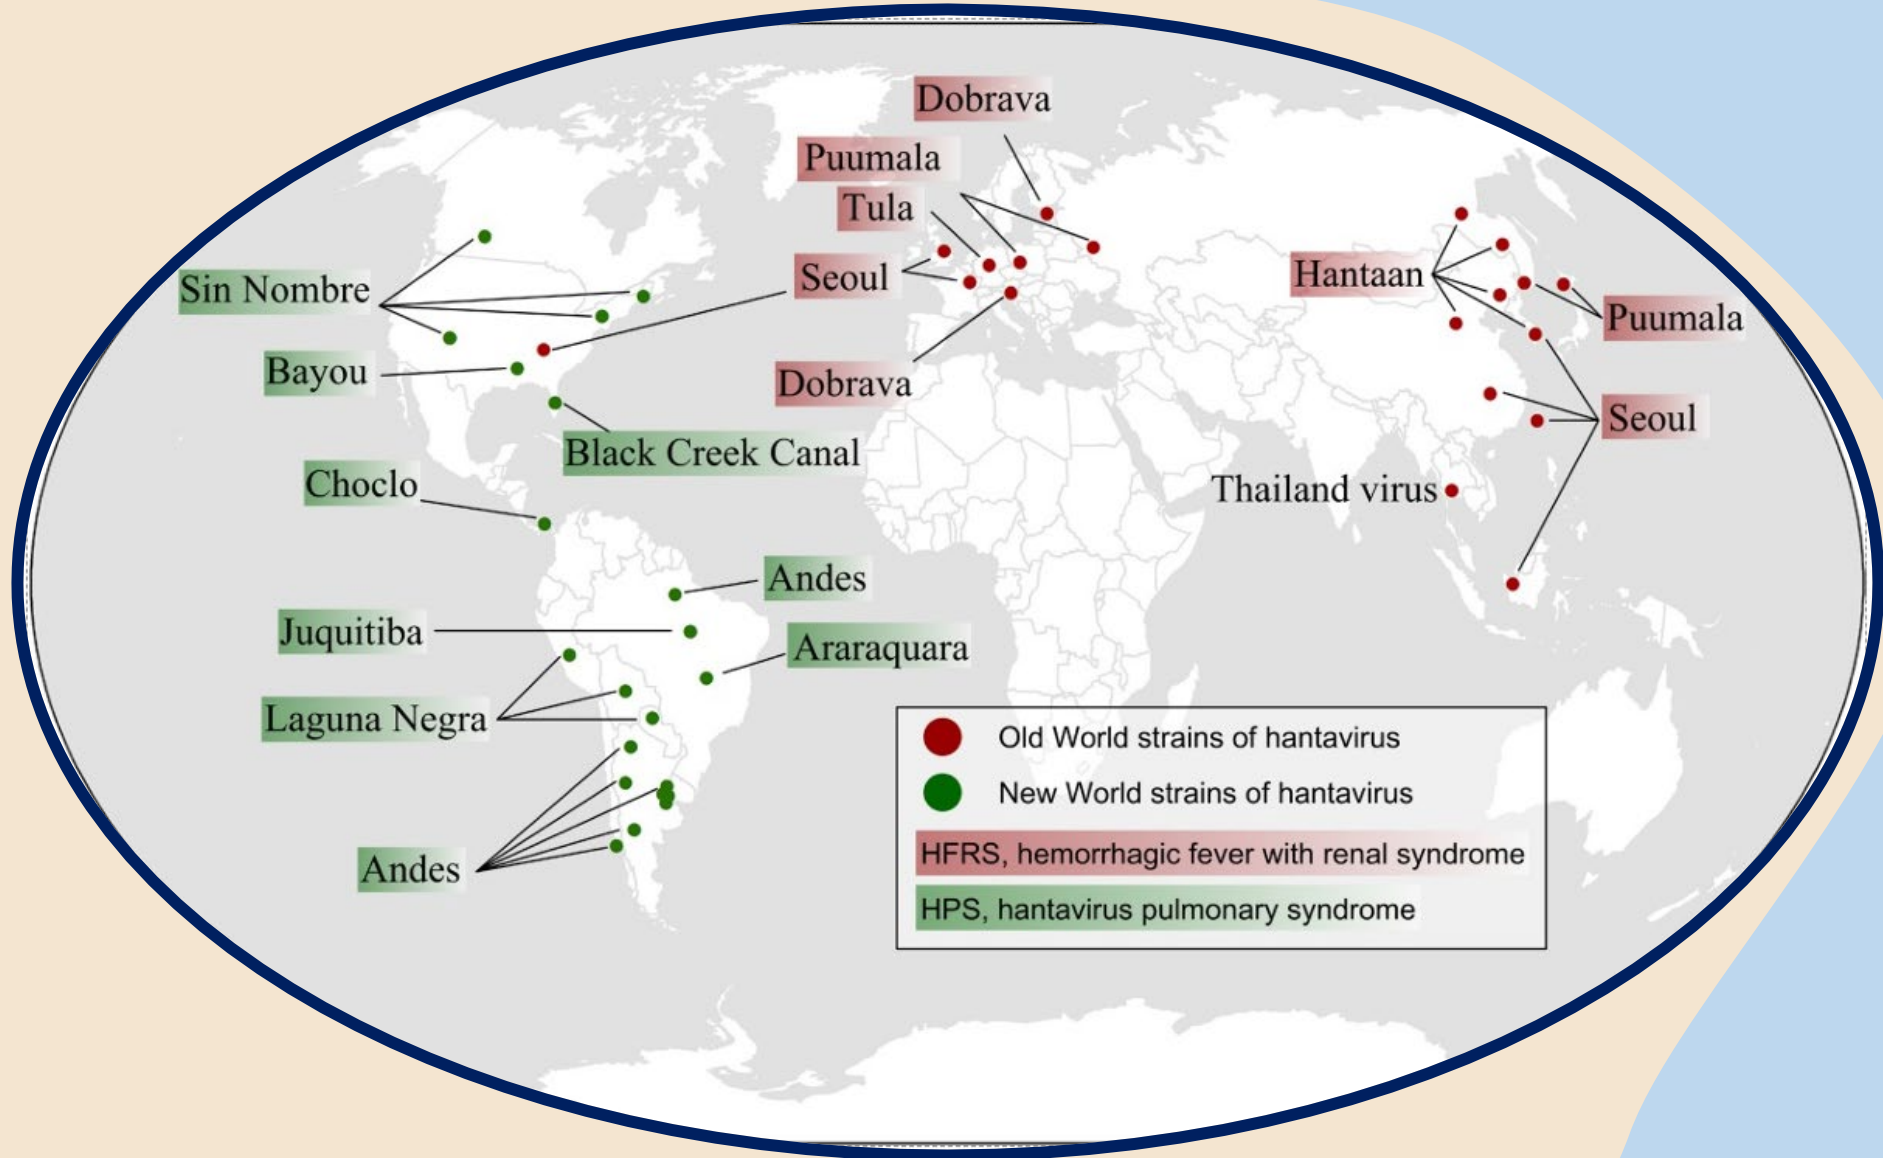 Dobrava
Puumala
Tula
Seoul
Dobrava
Hantaan
Puumala
Seoul
Thailand virus
Sin Nombre
Bayou
Black Creek Canal
Choclo
Andes
Juquitiba
Araraquara
Laguna Negra
Andes
Old World strains of hantavirus
New World strains of hantavirus
HFRS, hemorrhagic fever with renal syndrome
HPS, hantavirus pulmonary syndrome